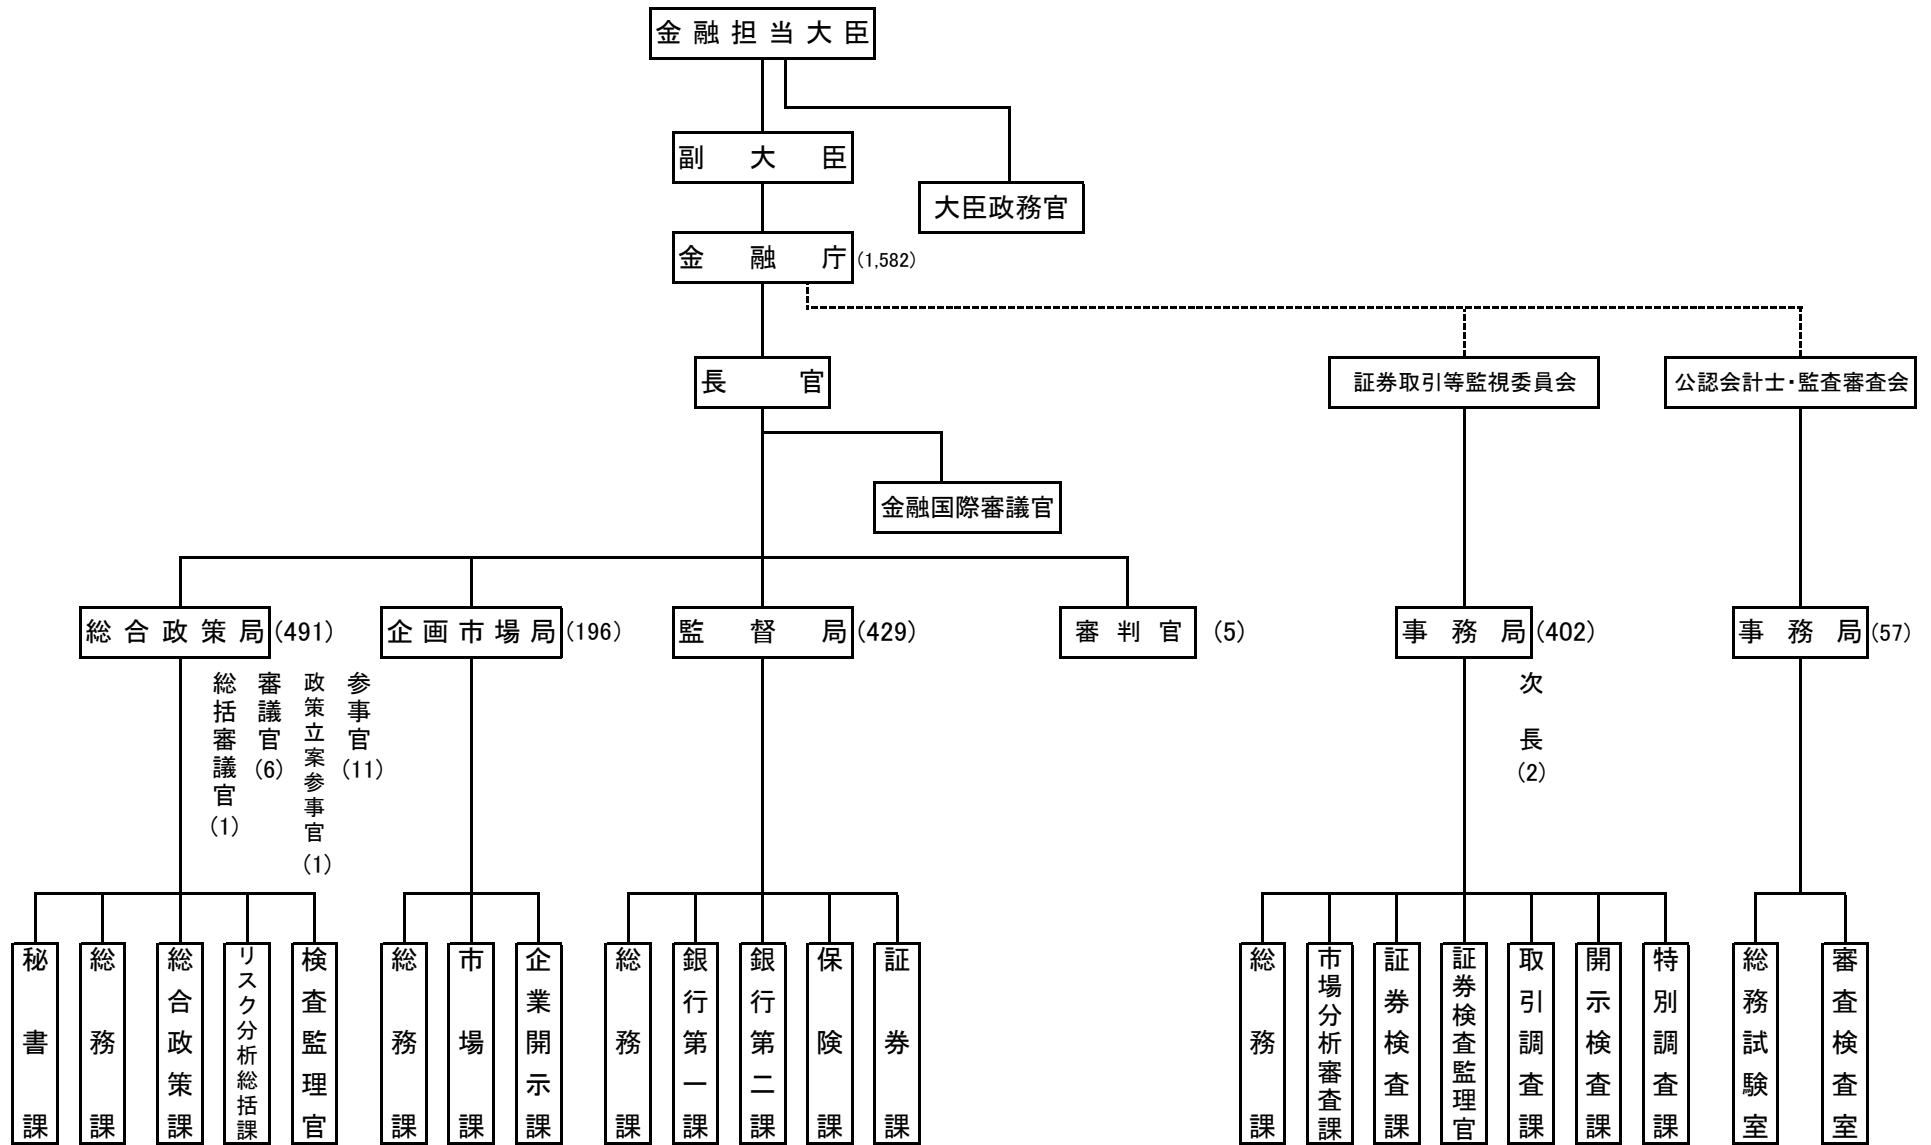 金融担当大臣
副大臣
大臣政務官
金融庁(1,582)
長官
証券取引等監視委員会
公認会計士・監査審査会
金融国際審議官
総合政策局(491)
企画市場局(196)
監督局(429)
審判官(5)
事務局(402)
事務局(57)
総括審議官(1)
審議官(6)
政策立案参事官(1)
参事官(11)
次長(2)
秘書課
総務課
総合政策課
リスク分析総括課
検査監理官
総務課
市場課
企業開示課
総務課
銀行第一課
銀行第二課
保険課
証券課
総務課
市場分析審査課
証券検査課
証券検査監理官
取引調査課
開示検査課
特別調査課
総務試験室
審査検査室